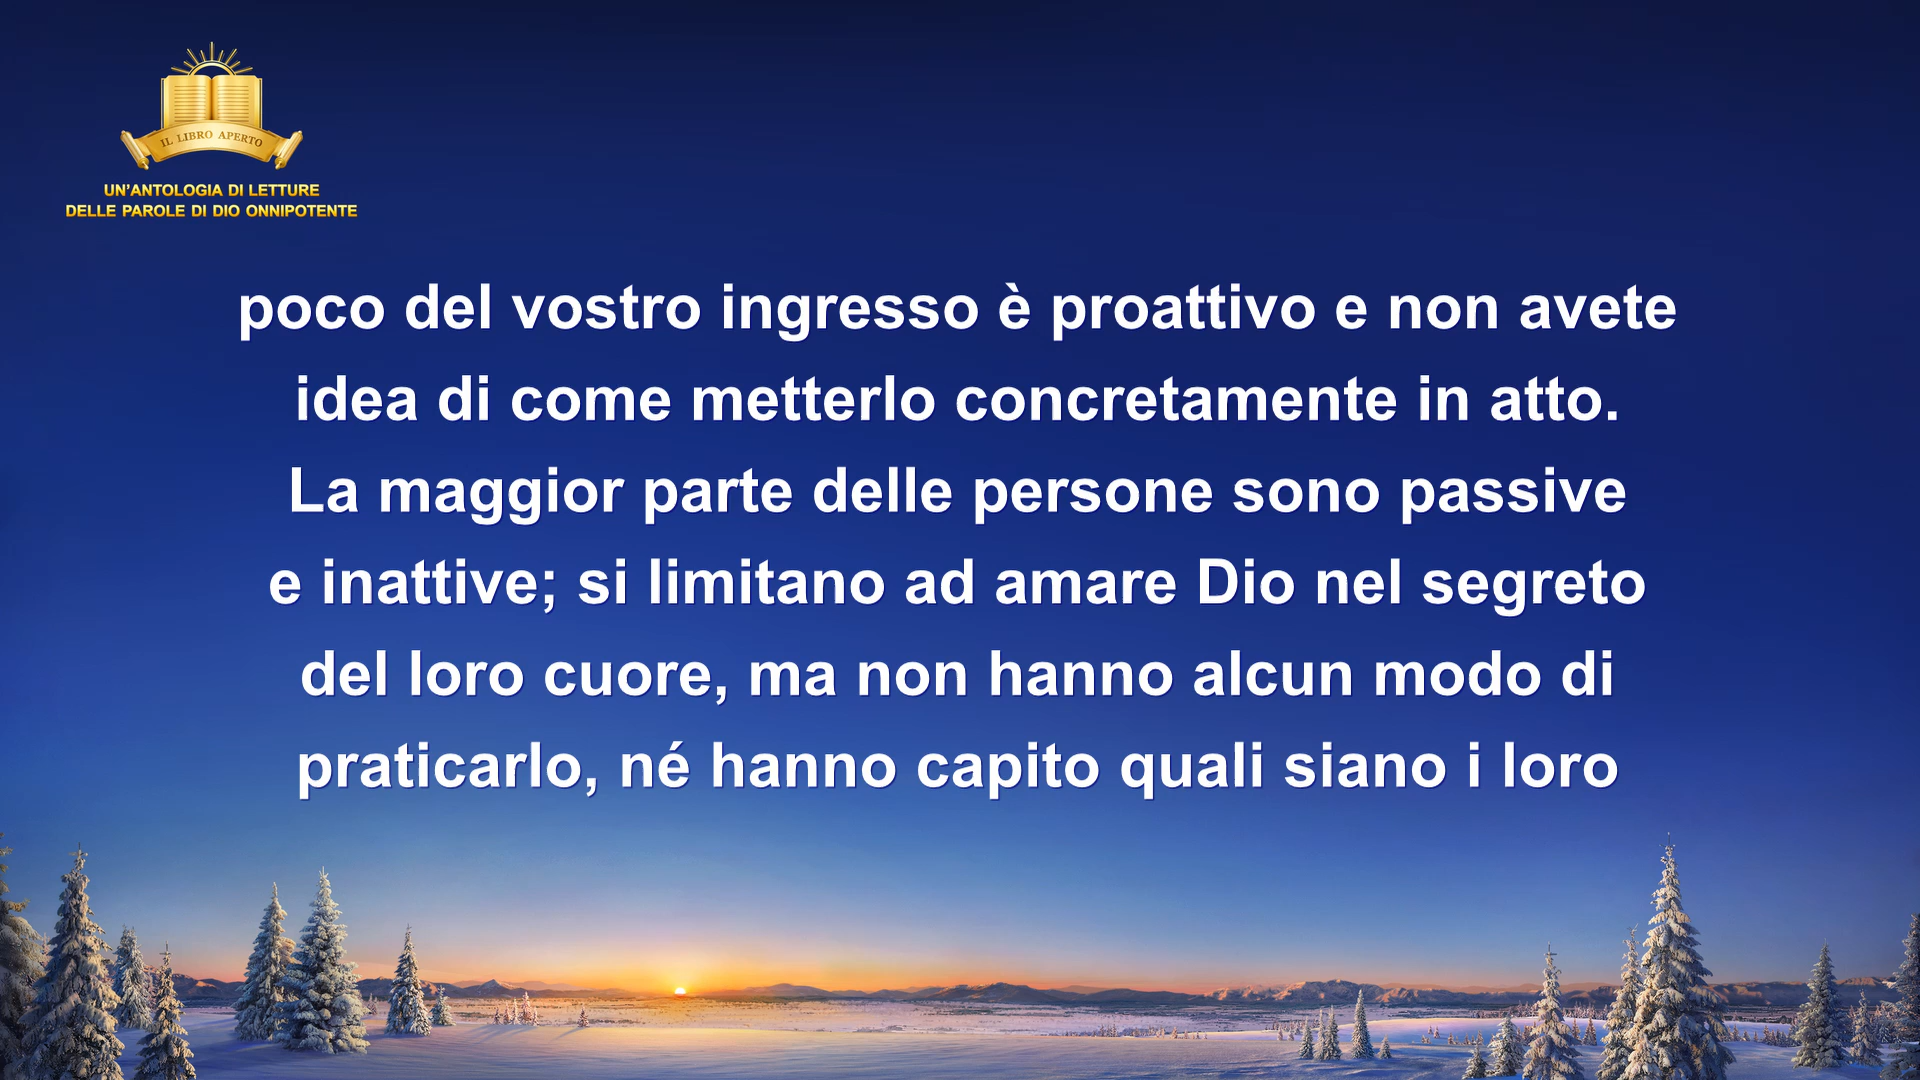 IL LIBRO APERTO
UN'ANTOLOGIA DI LETTURE
DELLE PAROLE DI DIO ONNIPOTENTE
poco del vostro ingresso è proattivo e non avete
idea di come metterlo concretamente in atto.
La maggior parte delle persone sono passive
e inattive; si limitano ad amare Dio nel segreto
del loro cuore, ma non hanno alcun modo di
praticarlo, né hanno capito quali siano i loro